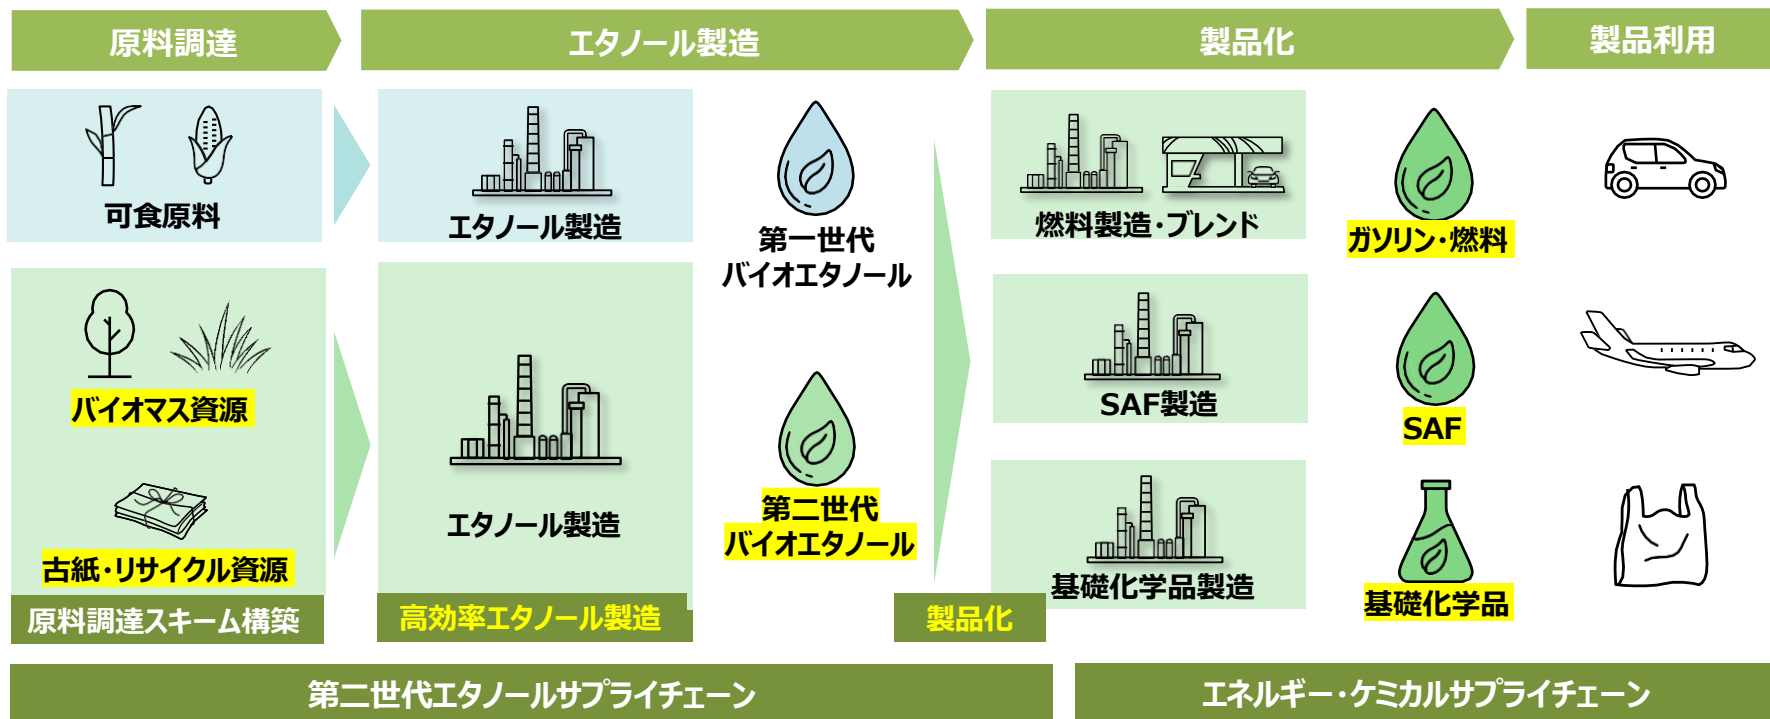 原料調達
エタノール製造
製品化
製品利用
可食原料
エタノール製造
第一世代
バイオエタノール
燃料製造・ブレンド
ガソリン・燃料
バイオマス資源
古紙・リサイクル資源
エタノール製造
第二世代
バイオエタノール
SAF製造
SAF
基礎化学品製造
基礎化学品
原料調達スキーム構築
高効率エタノール製造
製品化
第二世代エタノールサプライチェーン
エネルギー・ケミカルサプライチェーン